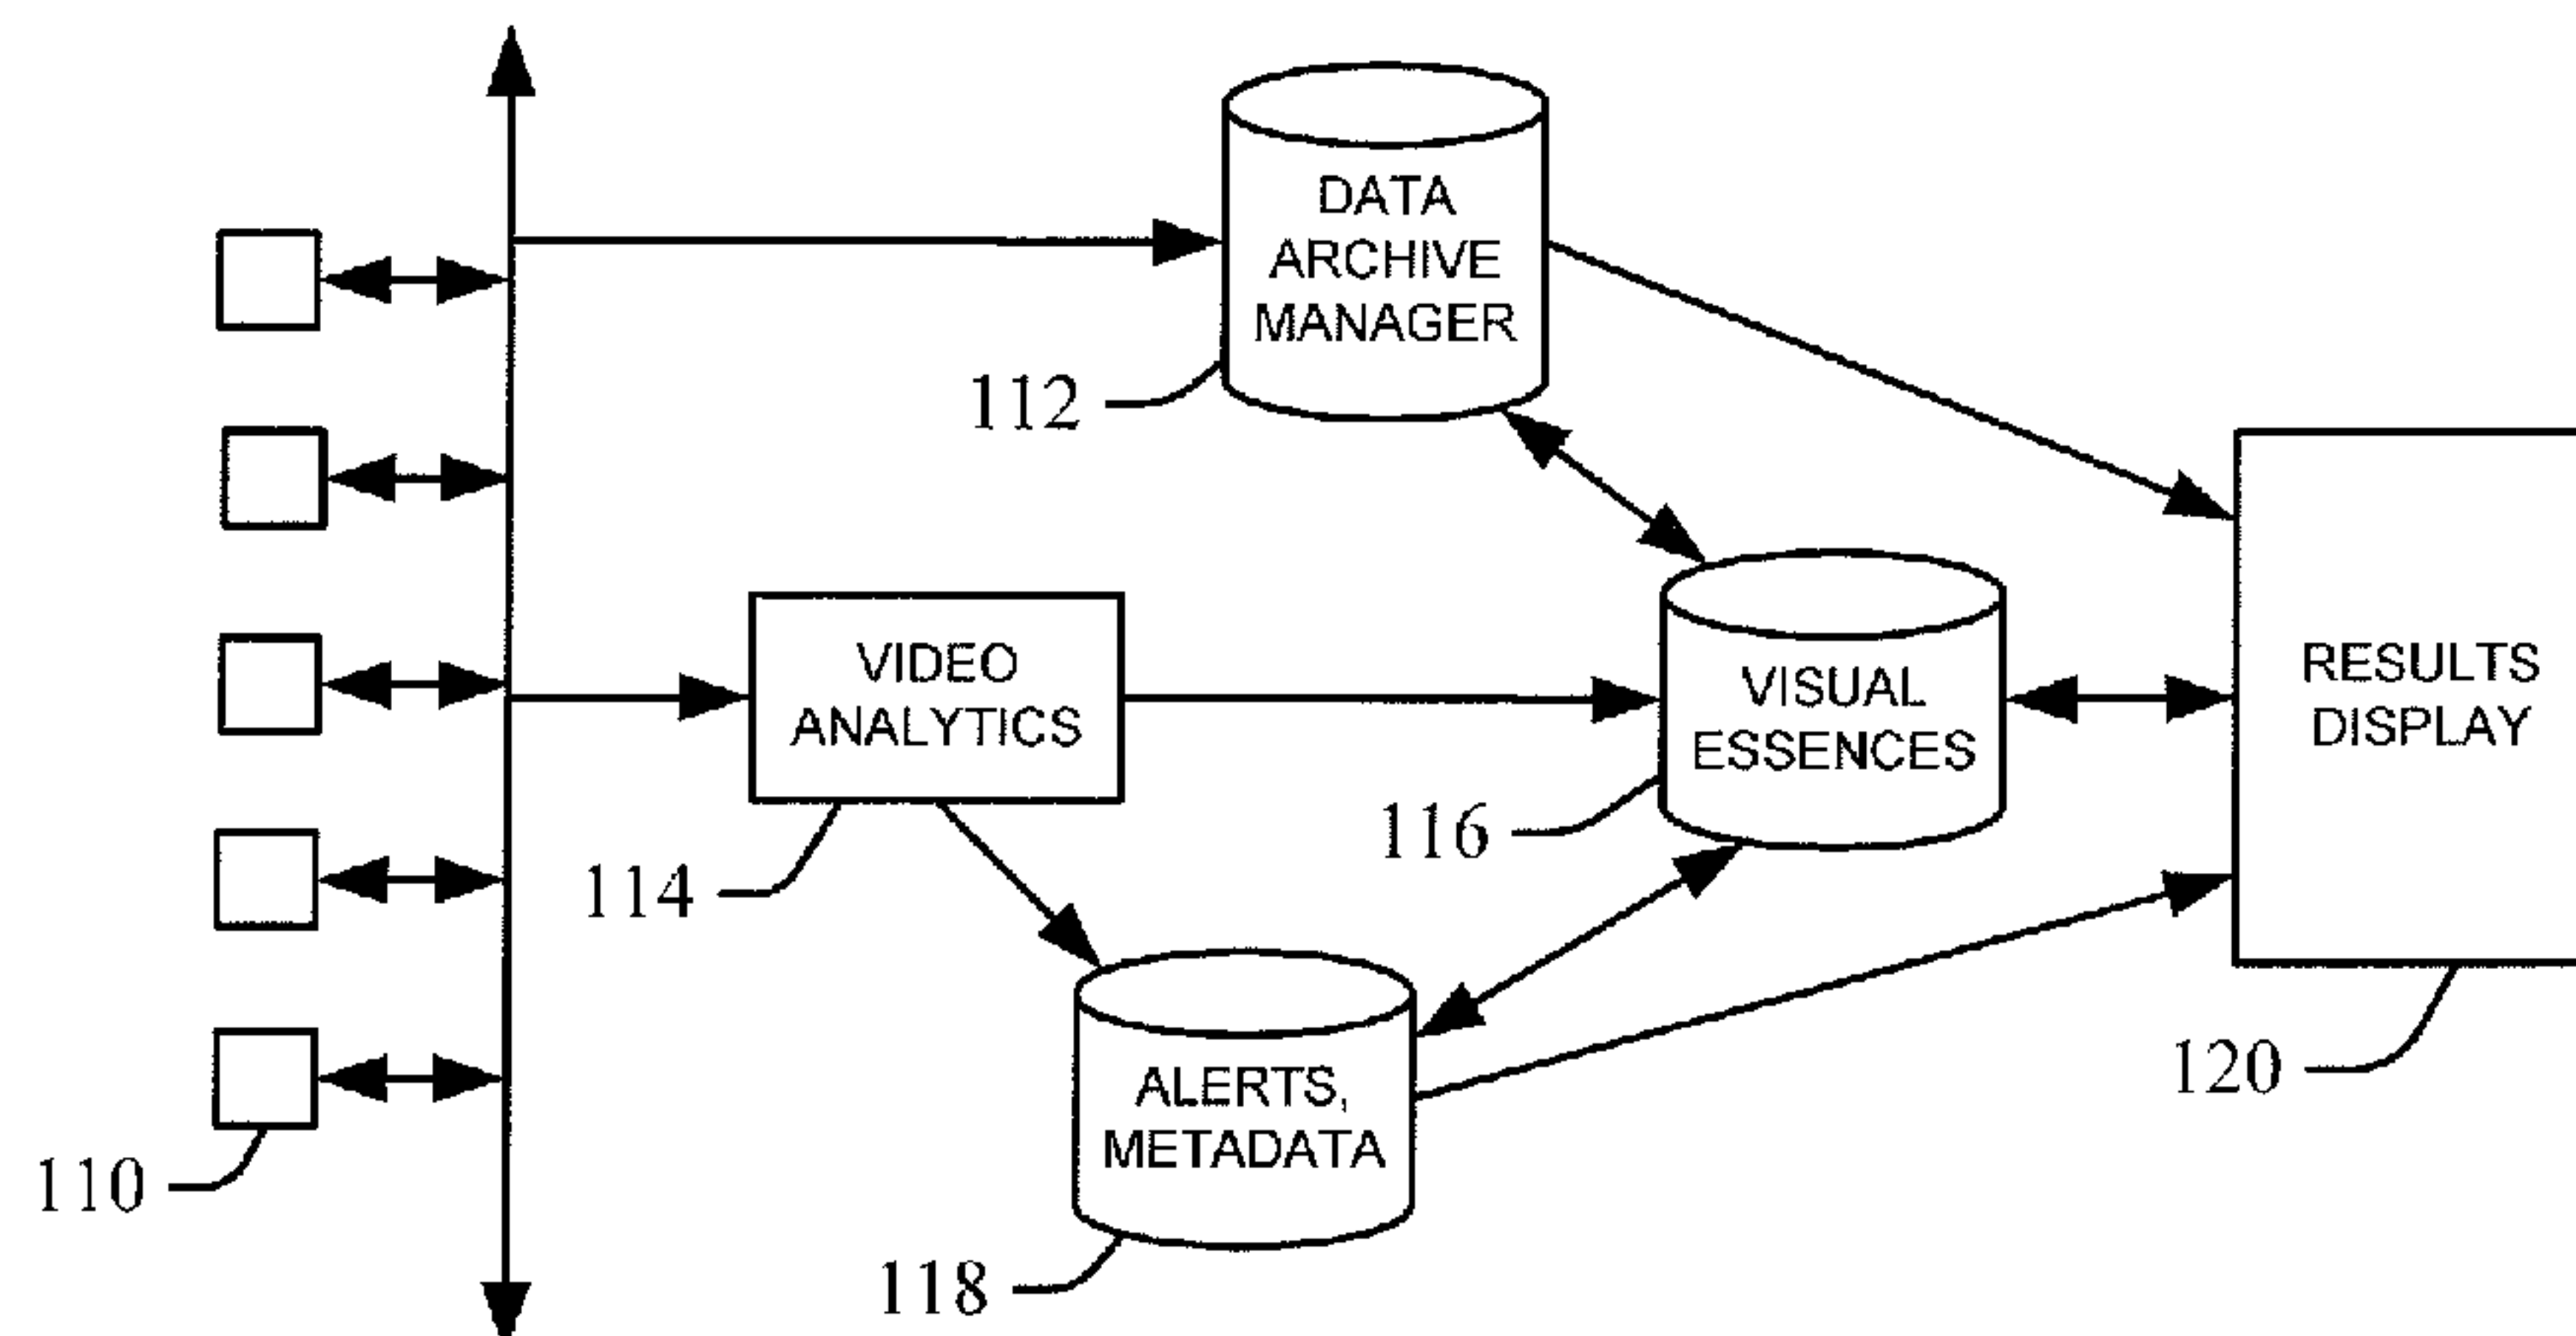 DATA
ARCHIVE
MANAGER
112
VIDEO
ANALYTICS
114
VISUAL
ESSENCES
116
RESULTS
DISPLAY
120
ALERTS,
METADATA
118
110